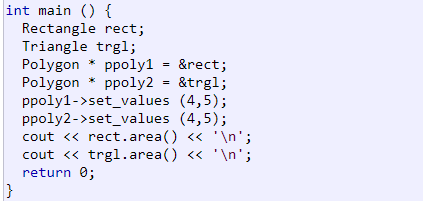 int main () {
  Rectangle rect;
  Triangle trgl;
  Polygon * ppoly1 = &rect;
  Polygon * ppoly2 = &trgl;
  ppoly1->set_values (4,5);
  ppoly2->set_values (4,5);
  cout << rect.area() << '\n';
  cout << trgl.area() << '\n';
  return 0;
}